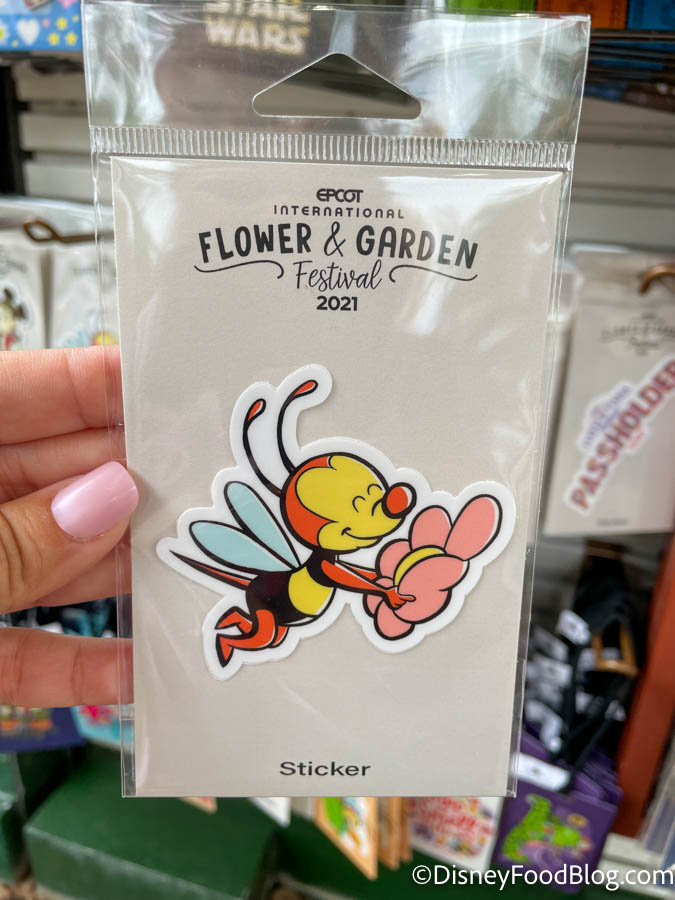 STAR
WARS
EPCOT
INTERNATIONAL
FLOWER & GARDEN
Festival
2021
PASSHOLDER
Sticker
©DisneyFoodBlog.com